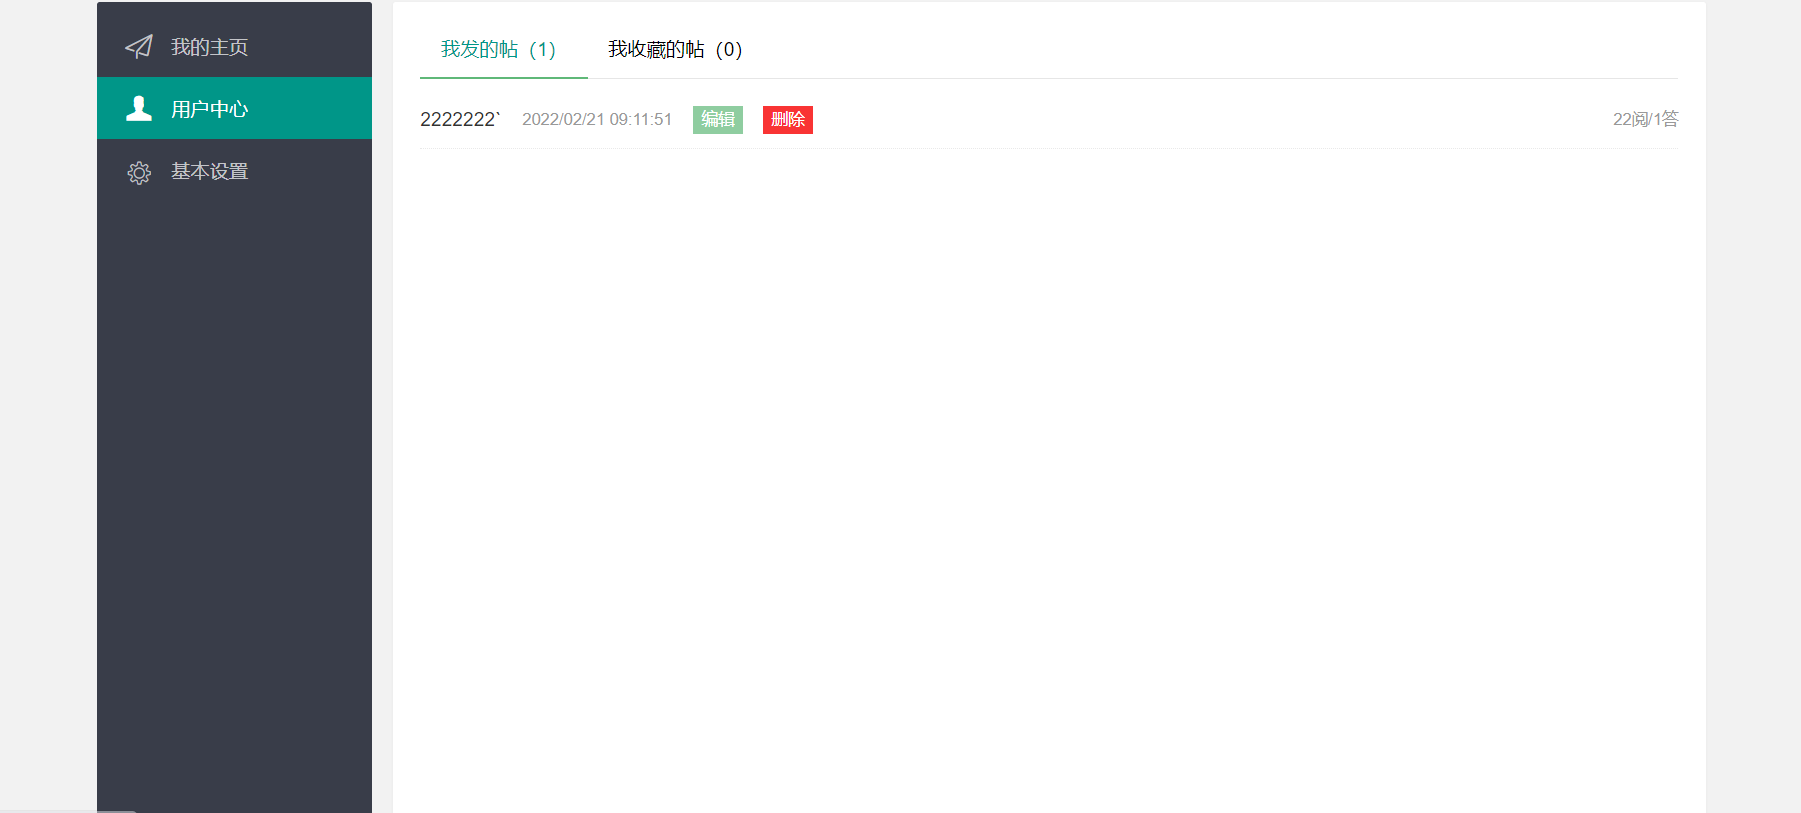 我的主页
用户中心
基本设置
我发的帖（1） 我收藏的帖（0）
2222222` 2022/02/21 09:11:51 编辑 删除 22阅/1答